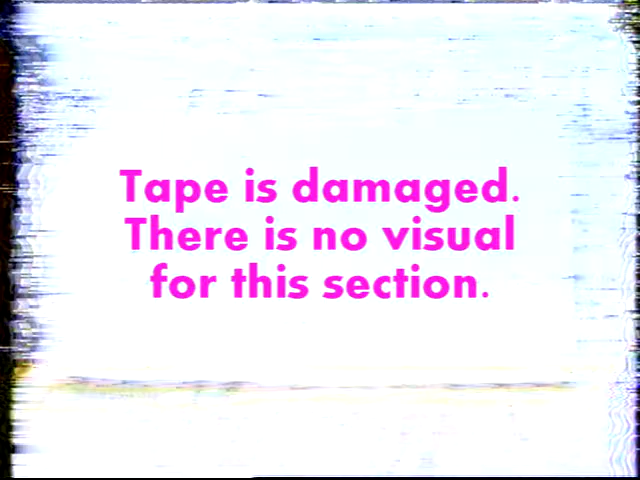 Tape is damaged.
There is no visual
for this section.